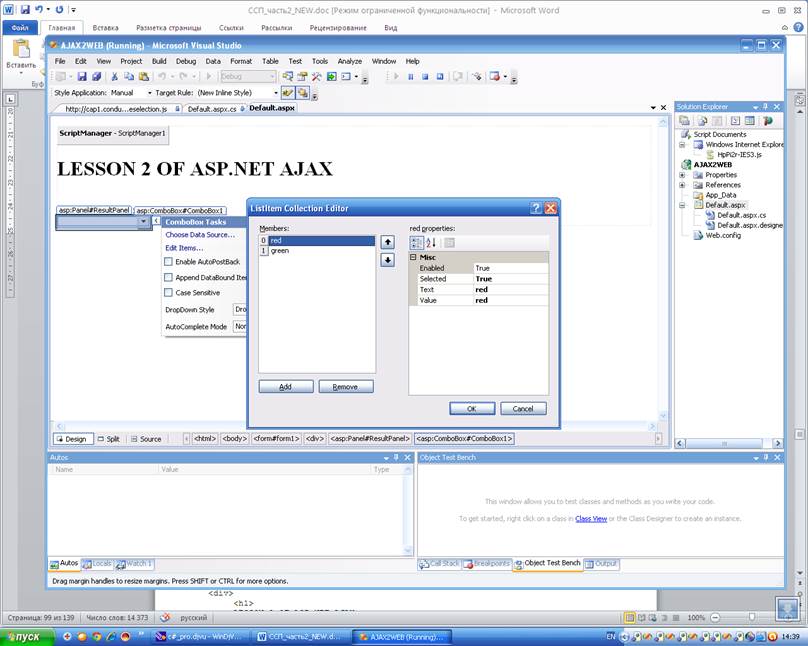 ССП_часть2_NEW.doc [Режим ограниченной функциональности] - Microsoft Word
Файл Главная Вставка Разметка страницы Ссылки Рассылки Рецензирование Вид
Вставить
AJAX2WEB (Running) - Microsoft Visual Studio
File Edit View Project Build Debug Data Format Table Test Tools Analyze Window Help
Debug
Style Application: Manual Target Rule: (New Inline Style)
http://cap1.condu...eselection.js Default.aspx.cs Default.aspx
ScriptManager - ScriptManager1
LESSON 2 OF ASP.NET AJAX
asp:Panel#ResultPanel asp:ComboBox#ComboBox1
ComboBox Tasks
Choose Data Source...
Edit Items...
Enable AutoPostBack
Append DataBound Ite
Case Sensitive
DropDown Style Dro
AutoComplete Mode Non
ListItem Collection Editor
Members:
0 red
1 green
Add Remove
red properties:
Misc
Enabled True
Selected True
Text red
Value red
OK Cancel
Solution Explorer
Script Documents
Windows Internet Explore
HpPi2r-IES3.js
AJAX2WEB
Properties
References
App_Data
Default.aspx
Default.aspx.cs
Default.aspx.designe
Web.config
Design Split Source <html> <body> <form#form1> <div> <asp:Panel#ResultPanel> <asp:ComboBox#ComboBox1>
Autos
Name Value Type
Object Test Bench
This window allows you to test classes and methods as you write your code.
To get started, right click on a class in Class View or the Class Designer to create an instance.
Autos Locals Watch 1
Call Stack Breakpoints Object Test Bench Output
Drag margin handles to resize margins. Press SHIFT or CTRL for more options.
<div>
<h1>
Страница: 99 из 139 Число слов: 14 373 русский 100%
пуск c#_pro.djvu - WinDjV... ССП_часть2_NEW.d... AJAX2WEB (Running)... EN 14:39